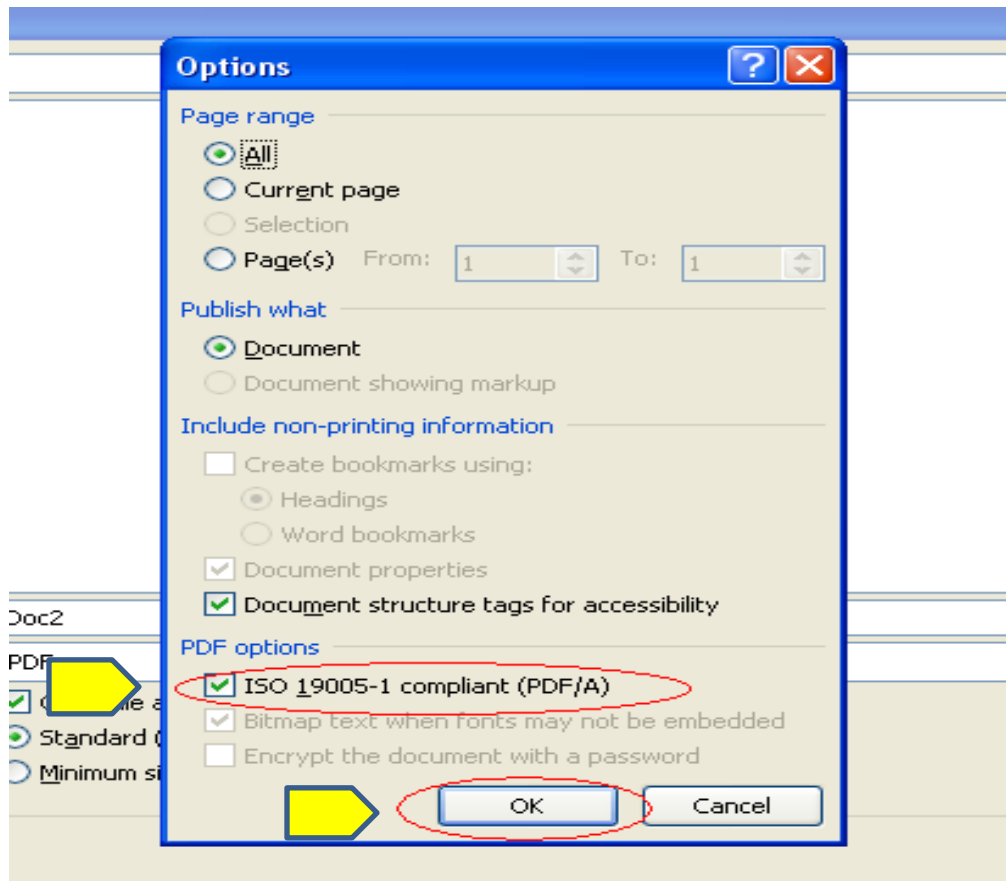 Options
Page range
All
Current page
Selection
Page(s) From: 1 To: 1
Publish what
Document
Document showing markup
Include non-printing information
Create bookmarks using:
Headings
Word bookmarks
Document properties
Document structure tags for accessibility
Doc2
PDF options
PDF
ISO 19005-1 compliant (PDF/A)
Bitmap text when fonts may not be embedded
Standard (
Encrypt the document with a password
Minimum si
OK Cancel